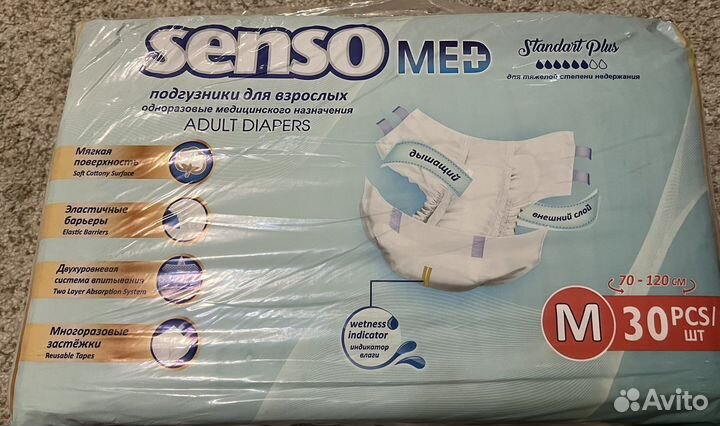 senso MED
Standart Plus
для тяжелой степени недержания
подгузники для взрослых
одноразовые медицинского назначения
ADULT DIAPERS
Мягкая
поверхность
Soft Cottony Surface
Эластичные
барьеры
Elastic Barriers
Двухуровневая
система впитывания
Two Layer Absorption System
Многоразовые
застёжки
Reusable Tapes
дышащий
внешний слой
wetness
indicator
индикатор
влаги
70 - 120 см
M 30 PCS/
шт
Avito